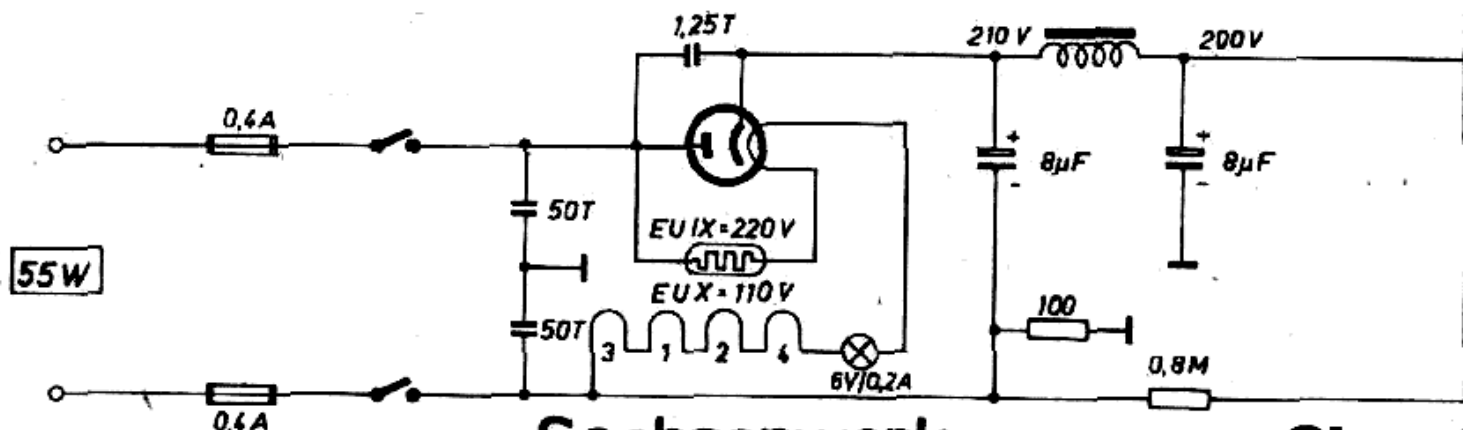 1,25T
210 V
200V
0,4A
8µF
8µF
50T
EU IX = 220 V
55W
EU X = 110 V
50T
3 1 2 4
6V/0,2A
100
0,8M
0,4A